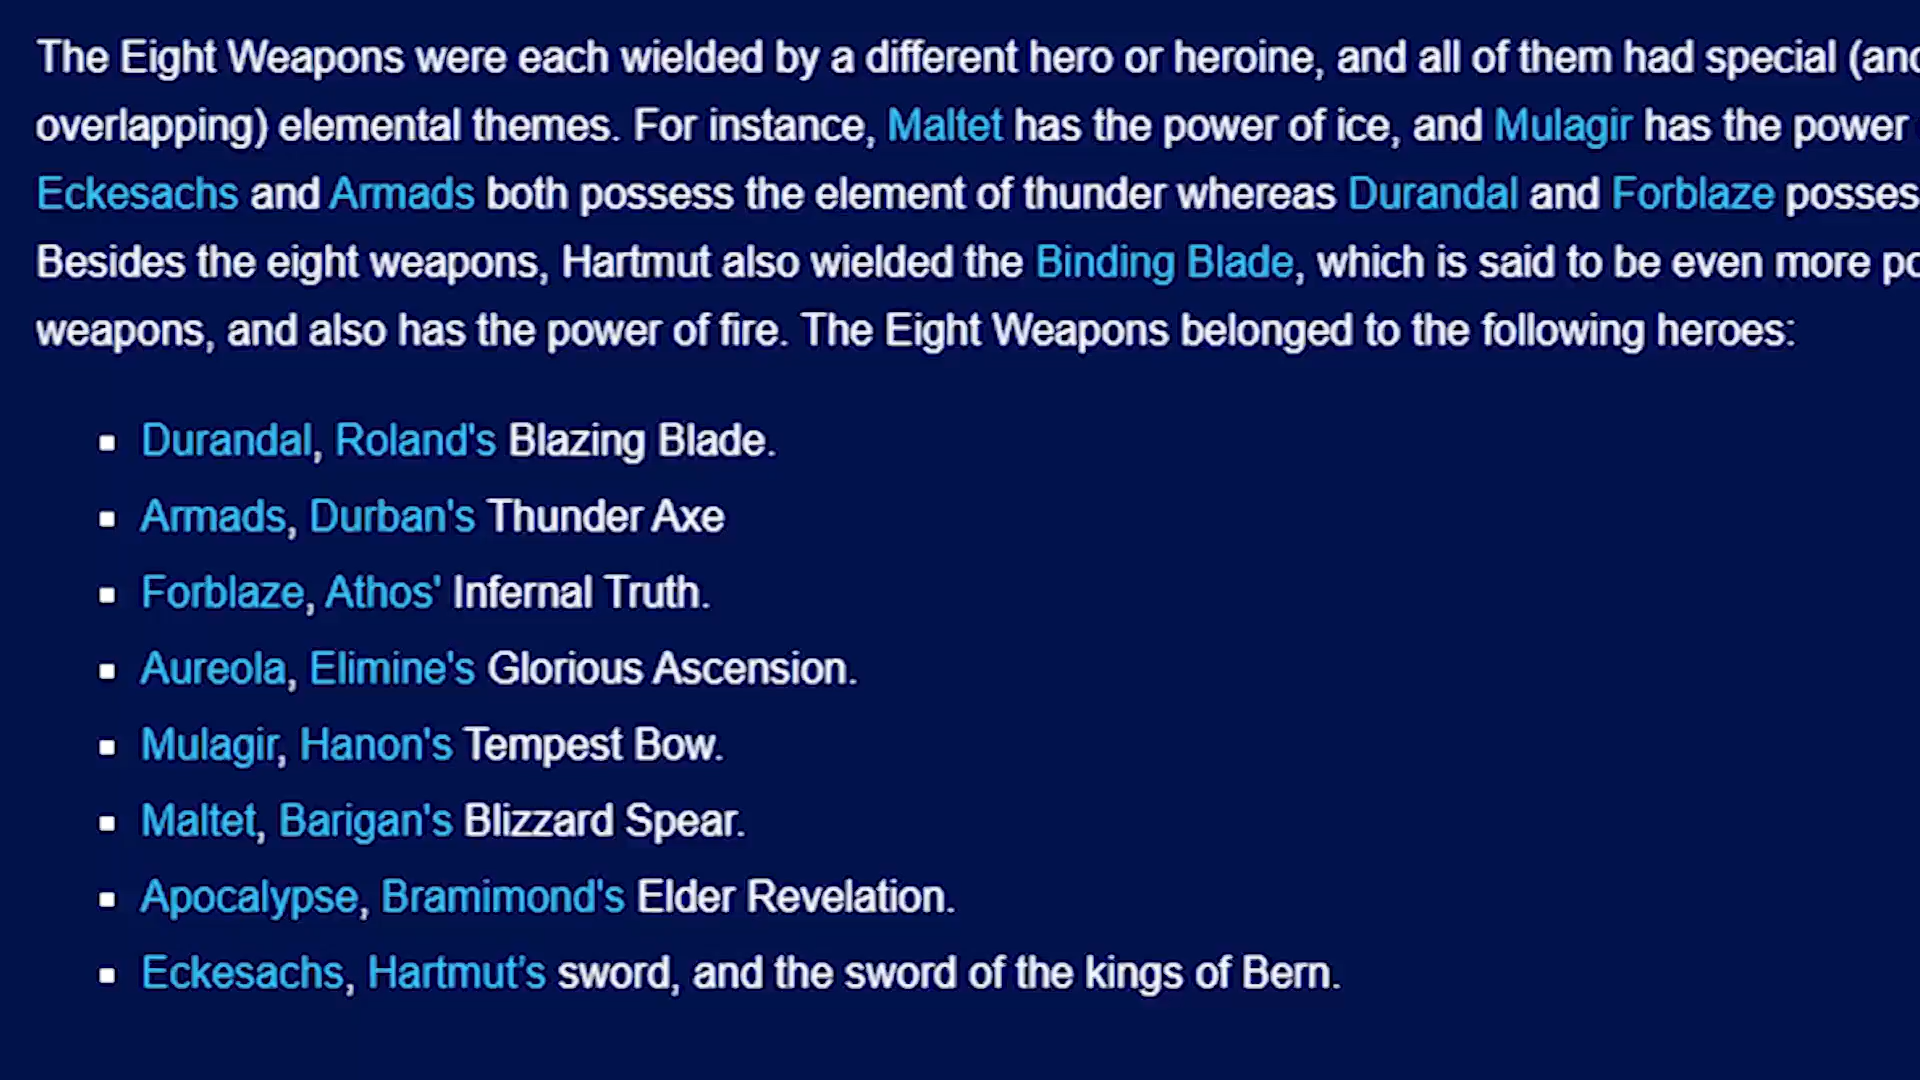 The Eight Weapons were each wielded by a different hero or heroine, and all of them had special
overlapping) elemental themes. For instance, Maltet has the power of ice, and Mulagir has the power
Eckesachs and Armads both possess the element of thunder whereas Durandal and Forblaze
Besides the eight weapons, Hartmut also wielded the Binding Blade, which is said to be even more
weapons, and also has the power of fire. The Eight Weapons belonged to the following heroes:
▪ Durandal, Roland's Blazing Blade.
▪ Armads, Durban's Thunder Axe
▪ Forblaze, Athos' Infernal Truth.
▪ Aureola, Elimine's Glorious Ascension.
▪ Mulagir, Hanon's Tempest Bow.
▪ Maltet, Barigan's Blizzard Spear.
▪ Apocalypse, Bramimond's Elder Revelation.
▪ Eckesachs, Hartmut's sword, and the sword of the kings of Bern.